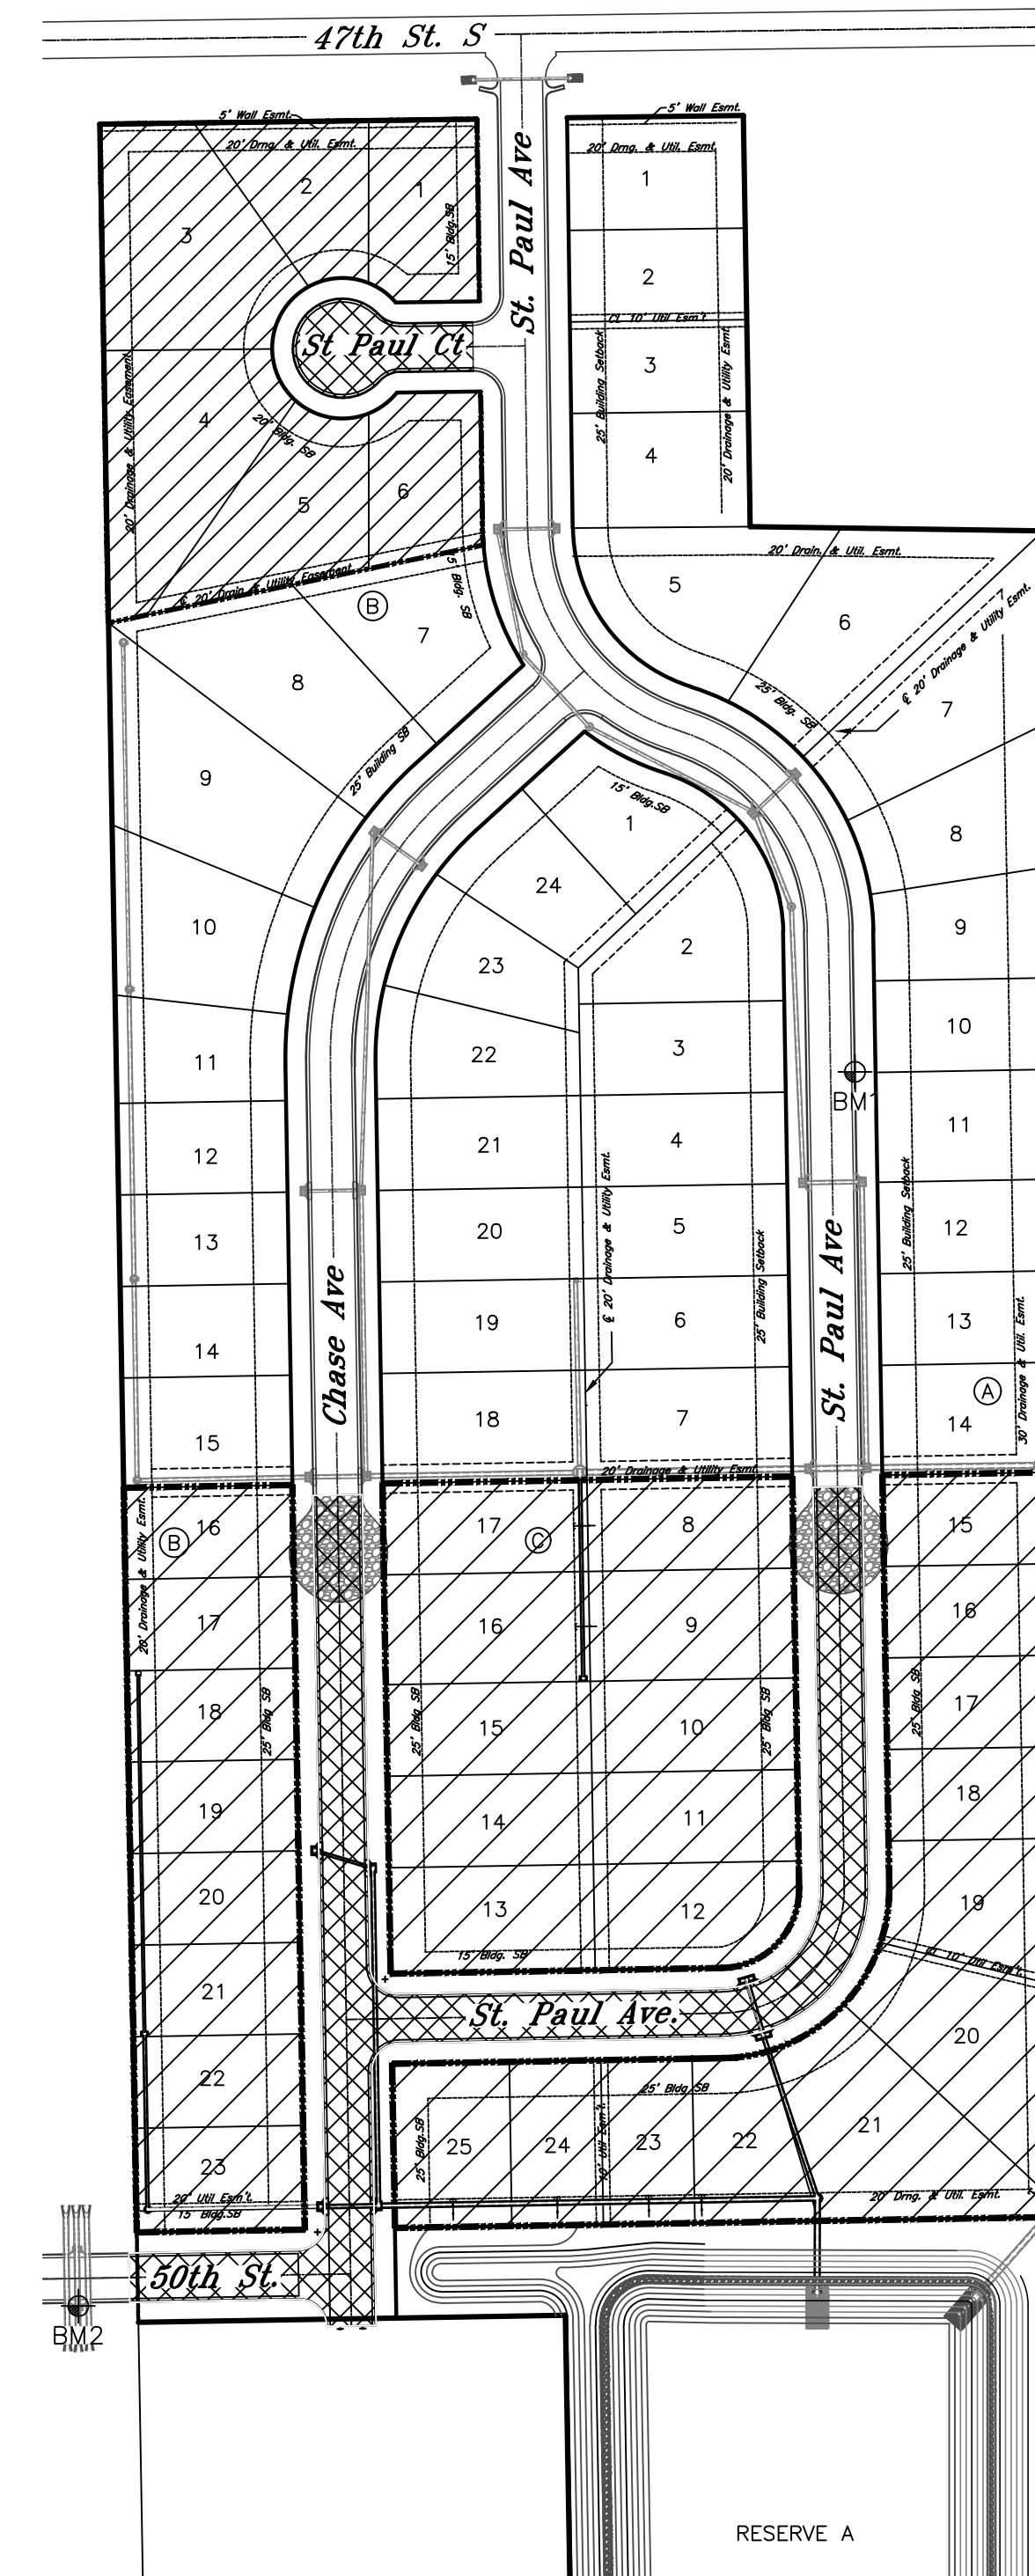 47th St. S
5' Wall Esmt.
5' Wall Esmt.
20' Drng. & Util. Esmt.
20' Drng. & Util. Esmt.
1
2
3
15' Bldg.SB
St. Paul Ave
1
2
CL 10' Util Esm't
3
4
25' Building Setback
20' Drainage & Utility Esmt.
St Paul Ct
20' Drainage & Utility Easement
4
20' Bldg. SB
5
6
℄ 20' Drain & Utility Easement
B
7
15' Bldg. SB
8
9
25' Building SB
10
11
12
13
14
15
20' Drain. & Util. Esmt.
5
6
℄ 20' Drainage & Utility Esmt.
25' Bldg. SB
7
8
9
10
BM1
11
12
13
14
A
25' Building Setback
30' Drainage & Util. Esmt.
15' Bldg.SB
1
24
2
23
22
3
21
4
20
5
19
6
18
7
℄ 20' Drainage & Utility Esmt.
25' Building Setback
Chase Ave
St. Paul Ave
20' Drainage & Utility Esmt.
20' Drainage & Utility Esmt.
B
16
17
18
19
20
21
22
23
25' Bldg SB
20' Util Esm't.
15' Bldg.SB
17
C
8
16
9
15
10
14
11
13
12
25' Bldg SB
25' Bldg SB
15' Bldg. SB
15
16
17
18
19
25' Bldg SB
10' Util Esm't.
20
21
St. Paul Ave.
25' Bldg SB
25' Bldg.SB
10' Util Esm't.
25
24
23
22
20' Drng. & Util. Esmt.
50th St.
BM2
RESERVE A